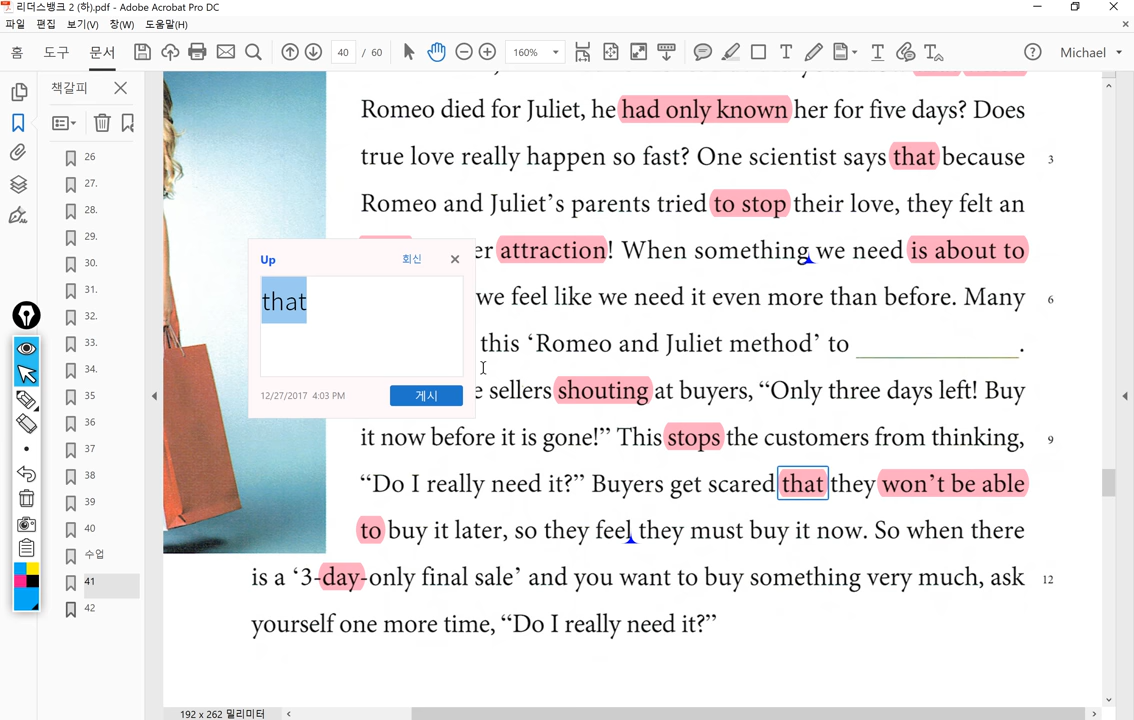 리더스뱅크 2 (하).pdf - Adobe Acrobat Pro DC
파일 편집 보기(V) 창(W) 도움말(H)
홈 도구 문서 40 / 60 160% Michael
책갈피
26
27.
28.
29.
30.
31.
32.
33.
34.
35
36
37
38
39
40
수업
41
42
Romeo died for Juliet, he had only known her for five days? Does
true love really happen so fast? One scientist says that because 3
Romeo and Juliet's parents tried to stop their love, they felt an
er attraction! When something we need is about to
we feel like we need it even more than before. Many 6
this ‘Romeo and Juliet method’ to .
e sellers shouting at buyers, “Only three days left! Buy
it now before it is gone!” This stops the customers from thinking, 9
“Do I really need it?” Buyers get scared that they won't be able
to buy it later, so they feel they must buy it now. So when there
is a ‘3-day-only final sale’ and you want to buy something very much, ask 12
yourself one more time, “Do I really need it?”
Up 회신
that
12/27/2017 4:03 PM 게시
192 x 262 밀리미터